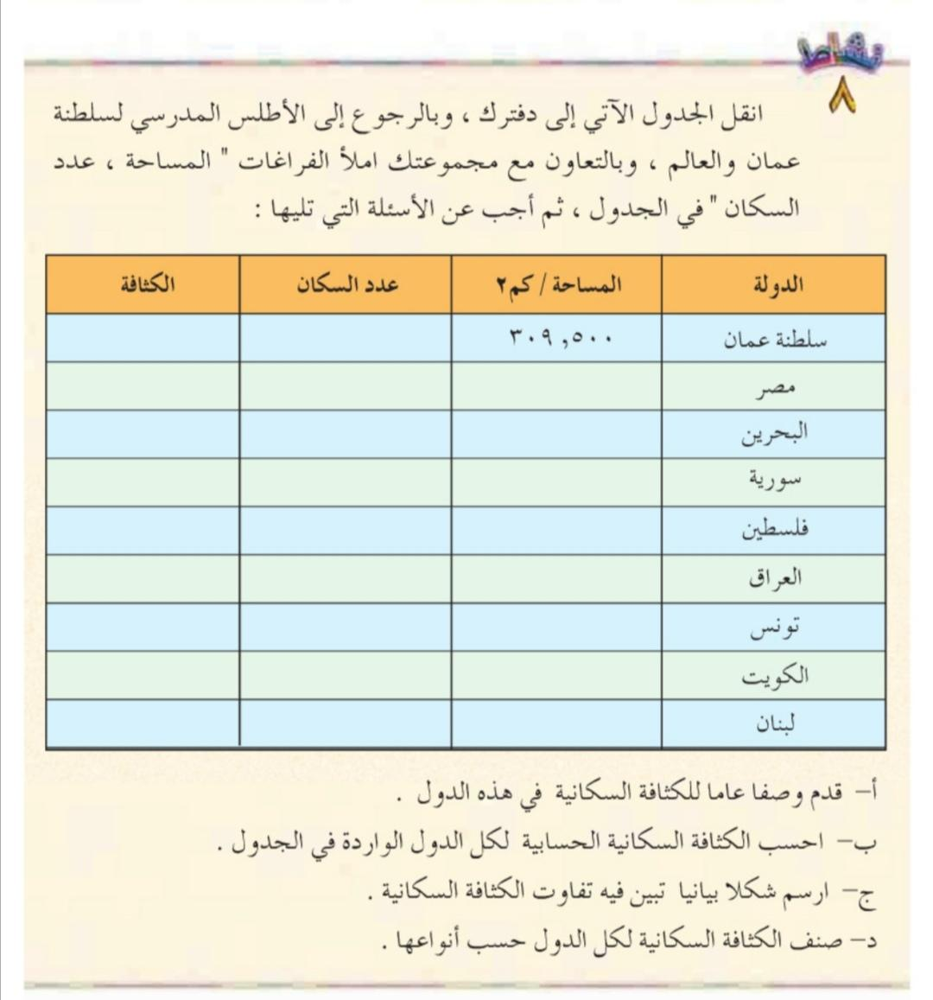 نشاط
٨
انقل الجدول الآتي إلى دفترك ، وبالرجوع إلى الأطلس المدرسي لسلطنة
عمان والعالم ، وبالتعاون مع مجموعتك املأ الفراغات " المساحة ، عدد
السكان " في الجدول ، ثم أجب عن الأسئلة التي تليها :
الدولة المساحة / كم٢ عدد السكان الكثافة
سلطنة عمان ٣٠٩,٥٠٠
مصر
البحرين
سورية
فلسطين
العراق
تونس
الكويت
لبنان
أ– قدم وصفا عاما للكثافة السكانية في هذه الدول .
ب– احسب الكثافة السكانية الحسابية لكل الدول الواردة في الجدول .
ج– ارسم شكلا بيانيا تبين فيه تفاوت الكثافة السكانية .
د– صنف الكثافة السكانية لكل الدول حسب أنواعها .